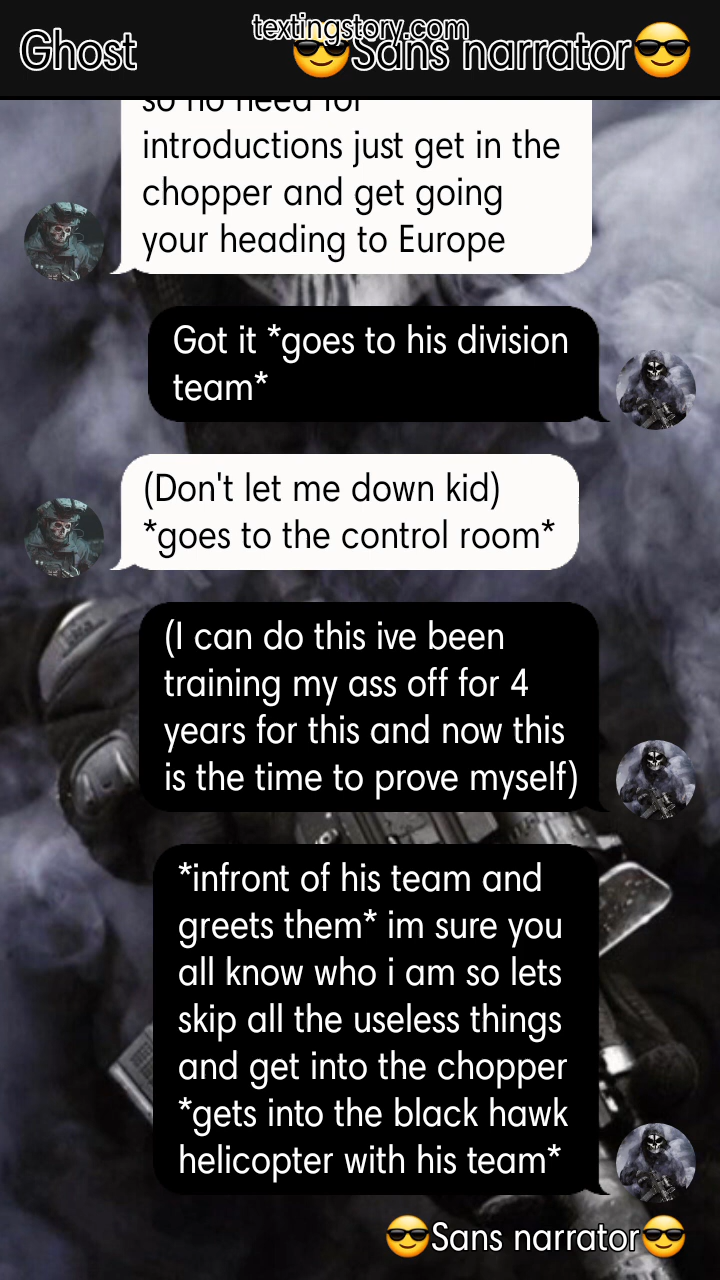 textingstory.com
Ghost
😎Sans narrator😎
so no need for
introductions just get in the
chopper and get going
your heading to Europe
Got it *goes to his division
team*
(Don't let me down kid)
*goes to the control room*
(I can do this ive been
training my ass off for 4
years for this and now this
is the time to prove myself)
*infront of his team and
greets them* im sure you
all know who i am so lets
skip all the useless things
and get into the chopper
*gets into the black hawk
helicopter with his team*
😎Sans narrator😎